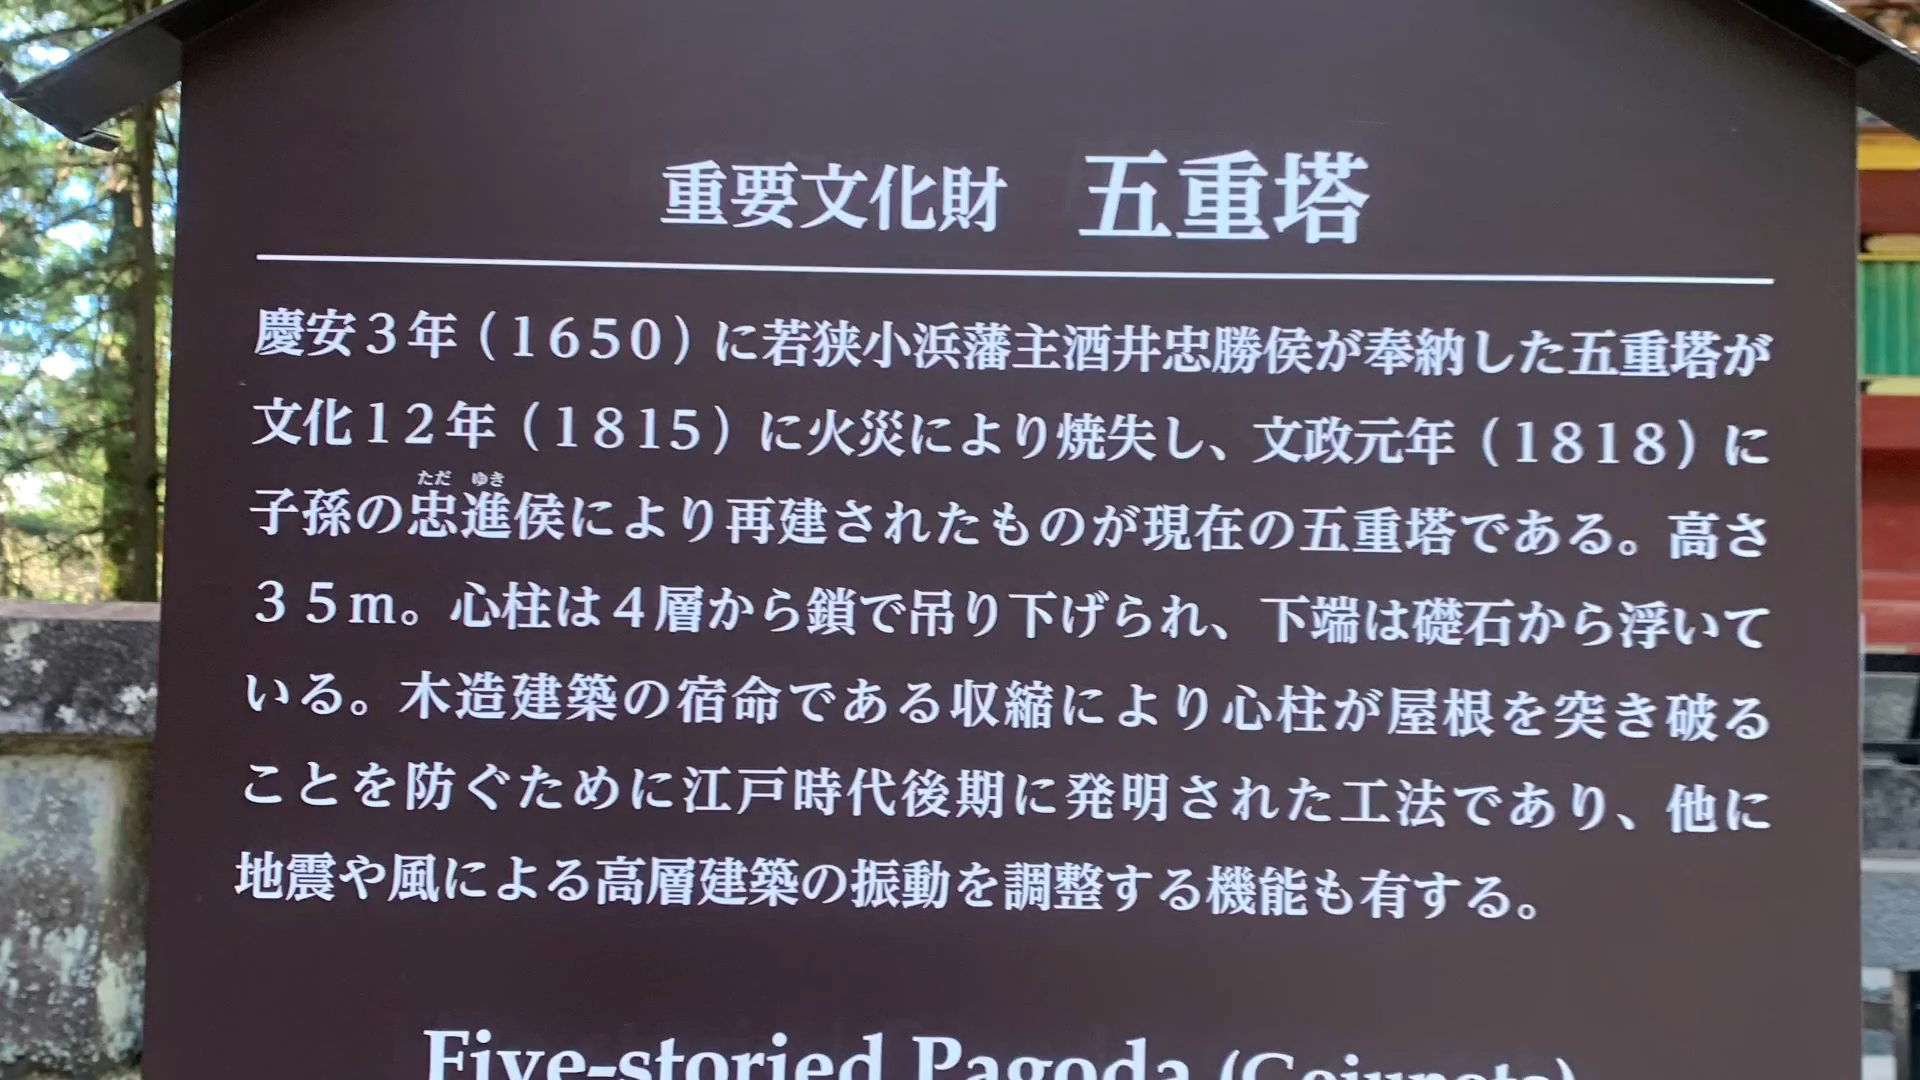 重要文化財 五重塔
慶安3年(1650)に若狭小浜藩主酒井忠勝侯が奉納した五重塔が
文化12年(1815)に火災により焼失し、文政元年(1818)に
ただ ゆき
子孫の忠進侯により再建されたものが現在の五重塔である。高さ
35m。心柱は4層から鎖で吊り下げられ、下端は礎石から浮いて
いる。木造建築の宿命である収縮により心柱が屋根を突き破る
ことを防ぐために江戸時代後期に発明された工法であり、他に
地震や風による高層建築の振動を調整する機能も有する。
Five-storied Pagoda (Gojunoto)